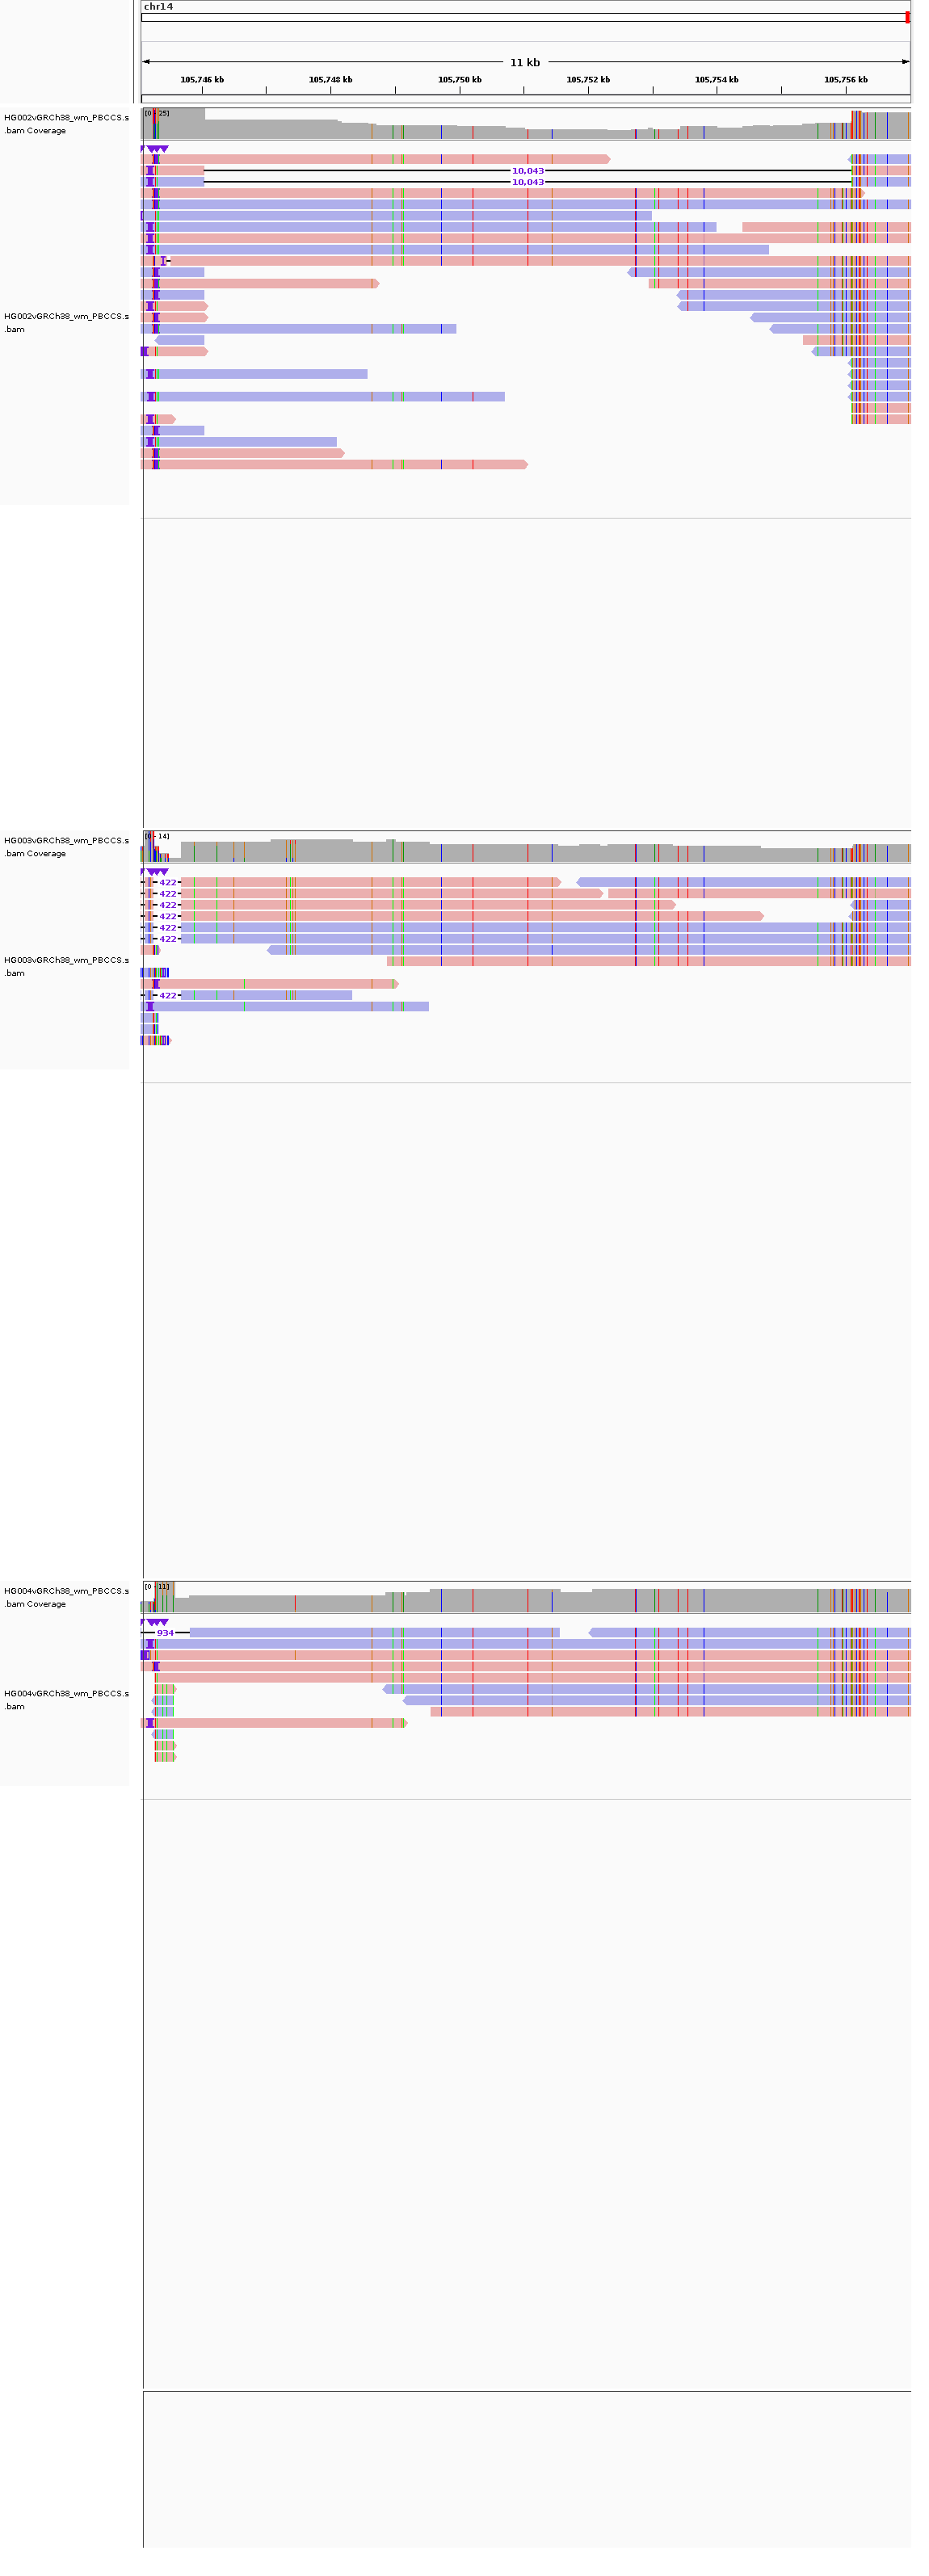 chr14
11 kb
105,746 kb 105,748 kb 105,750 kb 105,752 kb 105,754 kb 105,756 kb
HG002vGRCh38_wm_PBCCS.s
.bam Coverage
[0 - 25]
10,043
10,043
HG002vGRCh38_wm_PBCCS.s
.bam
HG003vGRCh38_wm_PBCCS.s
.bam Coverage
[0 - 14]
422
422
422
422
422
422
HG003vGRCh38_wm_PBCCS.s
.bam
422
HG004vGRCh38_wm_PBCCS.s
.bam Coverage
[0 - 11]
934
HG004vGRCh38_wm_PBCCS.s
.bam